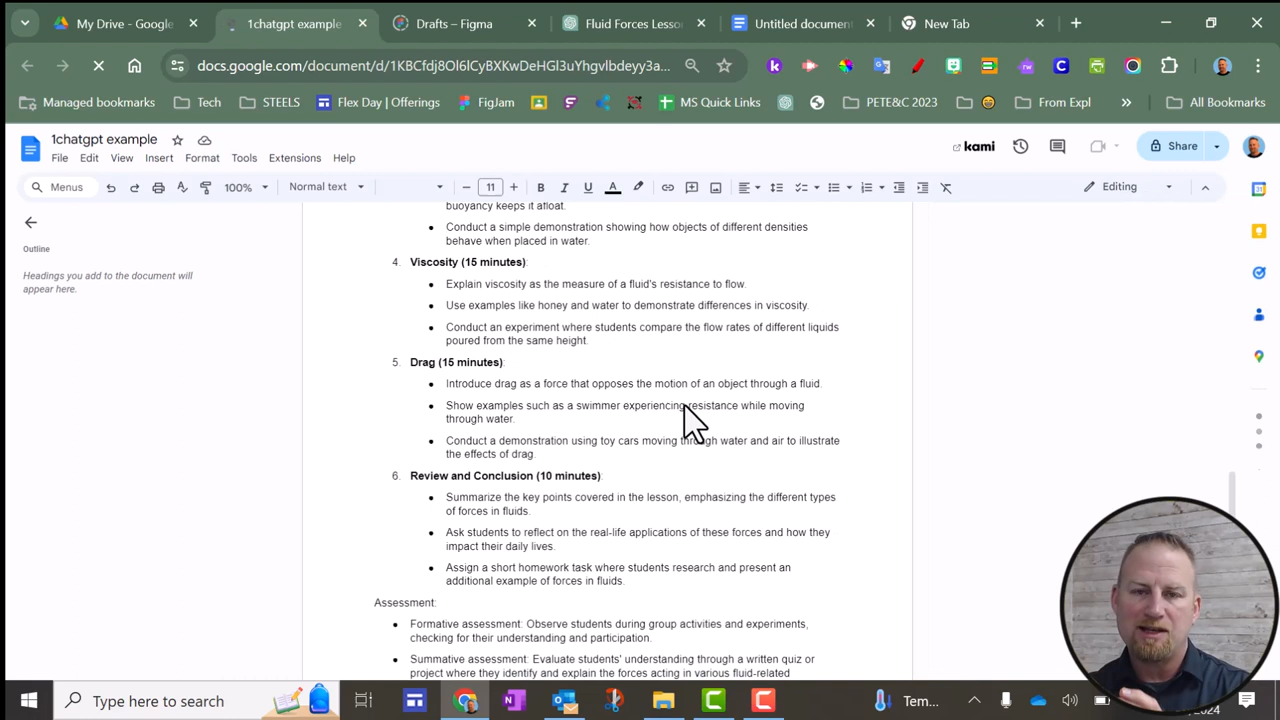 My Drive - Google
1chatgpt example
Drafts – Figma
Fluid Forces Lesso
Untitled document
New Tab
docs.google.com/document/d/1KBCfdj8Ol6lCyBXKwDeHGI3uYhgvlbdeyy3a...
Managed bookmarks
Tech
STEELS
Flex Day | Offerings
FigJam
MS Quick Links
PETE&C 2023
From Expl
All Bookmarks
1chatgpt example
File Edit View Insert Format Tools Extensions Help
kami
Share
Menus
100%
Normal text
11
Editing
Outline
Headings you add to the document will
appear here.
buoyancy keeps it afloat.
Conduct a simple demonstration showing how objects of different densities
behave when placed in water.
4. Viscosity (15 minutes):
Explain viscosity as the measure of a fluid's resistance to flow.
Use examples like honey and water to demonstrate differences in viscosity.
Conduct an experiment where students compare the flow rates of different liquids
poured from the same height.
5. Drag (15 minutes):
Introduce drag as a force that opposes the motion of an object through a fluid.
Show examples such as a swimmer experiencing resistance while moving
through water.
Conduct a demonstration using toy cars moving through water and air to illustrate
the effects of drag.
6. Review and Conclusion (10 minutes):
Summarize the key points covered in the lesson, emphasizing the different types
of forces in fluids.
Ask students to reflect on the real-life applications of these forces and how they
impact their daily lives.
Assign a short homework task where students research and present an
additional example of forces in fluids.
Assessment:
Formative assessment: Observe students during group activities and experiments,
checking for their understanding and participation.
Summative assessment: Evaluate students' understanding through a written quiz or
project where they identify and explain the forces acting in various fluid-related
Type here to search
Tem...